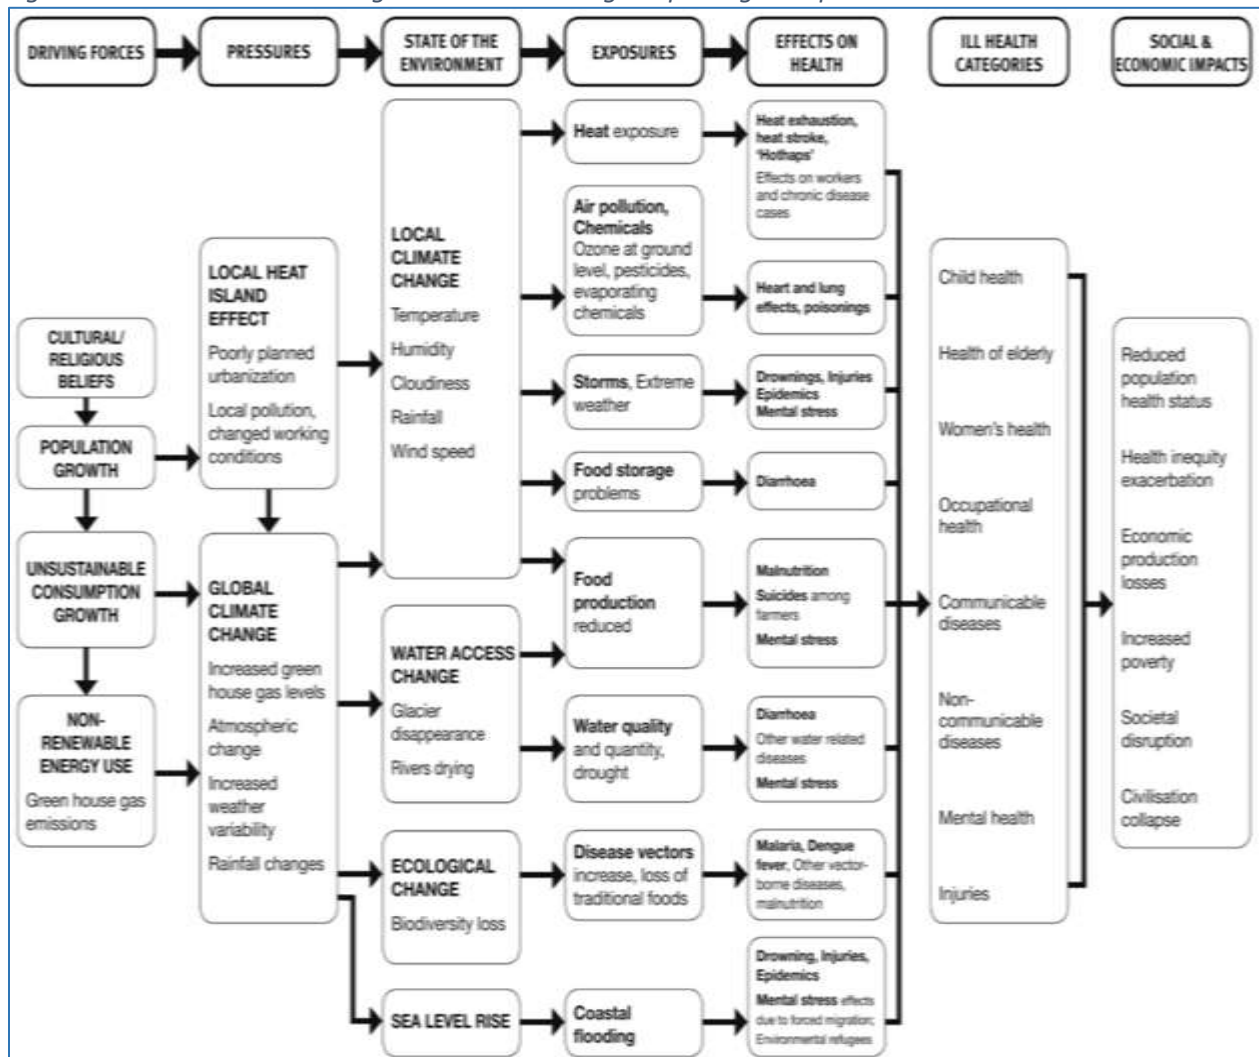 DRIVING FORCES
PRESSURES
STATE OF THE
ENVIRONMENT
EXPOSURES
EFFECTS ON
HEALTH
ILL HEALTH
CATEGORIES
SOCIAL &
ECONOMIC IMPACTS
CULTURAL/
RELIGIOUS
BELIEFS
POPULATION
GROWTH
UNSUSTAINABLE
CONSUMPTION
GROWTH
NON-
RENEWABLE
ENERGY USE
Green house gas
emissions
LOCAL HEAT
ISLAND
EFFECT
Poorly planned
urbanization
Local pollution,
changed working
conditions
GLOBAL
CLIMATE
CHANGE
Increased green
house gas levels
Atmospheric
change
Increased
weather
variability
Rainfall changes
LOCAL
CLIMATE
CHANGE
Temperature
Humidity
Cloudiness
Rainfall
Wind speed
WATER ACCESS
CHANGE
Glacier
disappearance
Rivers drying
ECOLOGICAL
CHANGE
Biodiversity loss
SEA LEVEL RISE
Heat exposure
Air pollution,
Chemicals
Ozone at ground
level, pesticides,
evaporating
chemicals
Storms, Extreme
weather
Food storage
problems
Food
production
reduced
Water quality
and quantity,
drought
Disease vectors
increase, loss of
traditional foods
Coastal
flooding
Heat exhaustion,
heat stroke,
'Hothaps'
Effects on workers
and chronic disease
cases
Heart and lung
effects, poisonings
Drownings, Injuries
Epidemics
Mental stress
Diarrhoea
Malnutrition
Suicides among
farmers
Mental stress
Diarrhoea
Other water related
diseases
Mental stress
Malaria, Dengue
fever, Other vector-
borne diseases,
malnutrition
Drowning, Injuries,
Epidemics
Mental stress effects
due to forced migration;
Environmental refugees
Child health
Health of elderly
Women's health
Occupational
health
Communicable
diseases
Non-
communicable
diseases
Mental health
Injuries
Reduced
population
health status
Health inequity
exacerbation
Economic
production
losses
Increased
poverty
Societal
disruption
Civilisation
collapse